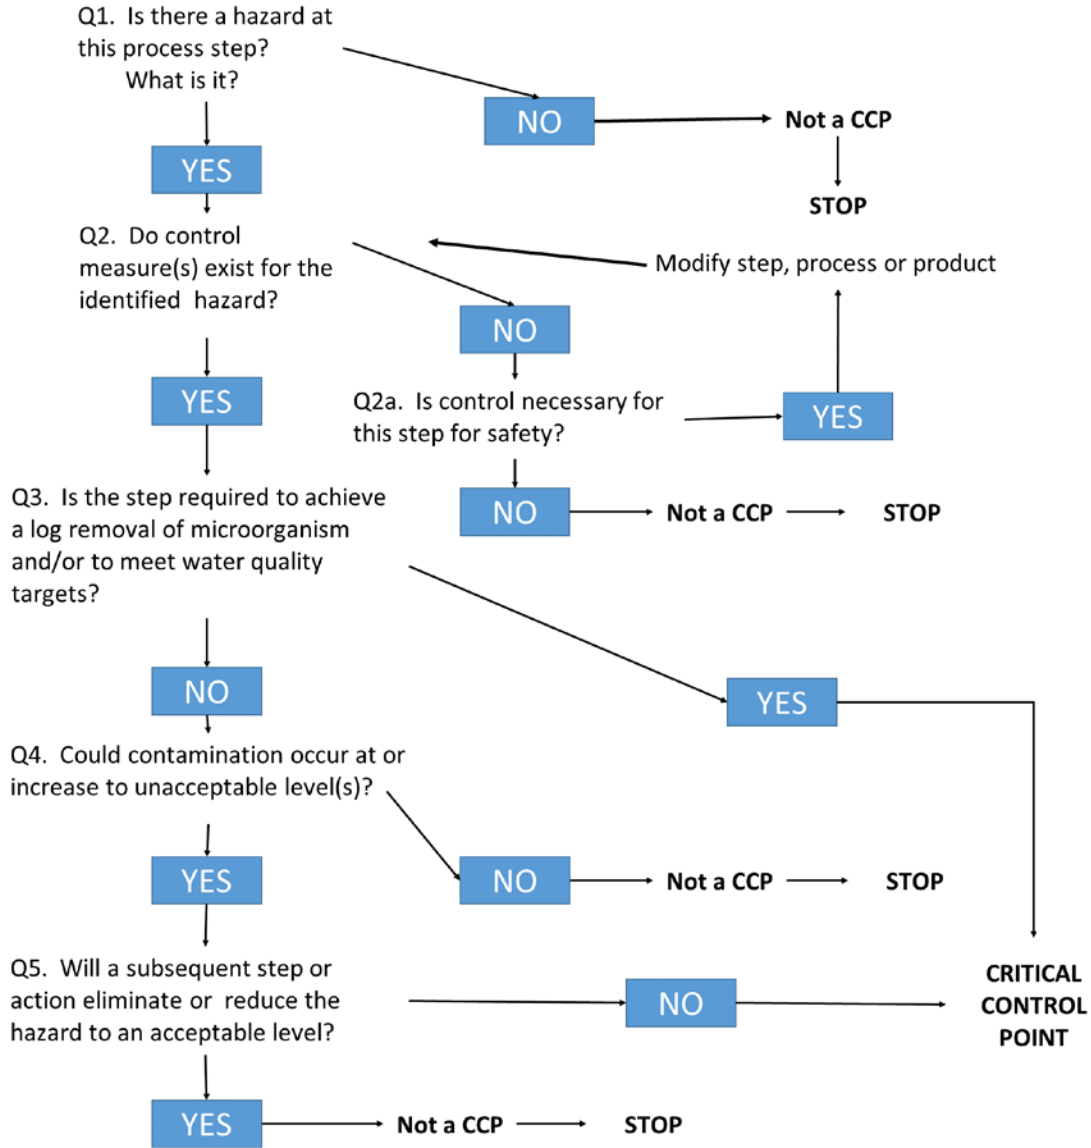 Q1. Is there a hazard at
this process step?
What is it?
NO
Not a CCP
YES
STOP
Q2. Do control
measure(s) exist for the
identified hazard?
Modify step, process or product
NO
YES
Q2a. Is control necessary for
this step for safety?
YES
Q3. Is the step required to achieve
a log removal of microorganism
and/or to meet water quality
targets?
NO
Not a CCP
STOP
NO
YES
Q4. Could contamination occur at or
increase to unacceptable level(s)?
YES
NO
Not a CCP
STOP
Q5. Will a subsequent step or
action eliminate or reduce the
hazard to an acceptable level?
NO
CRITICAL
CONTROL
POINT
YES
Not a CCP
STOP